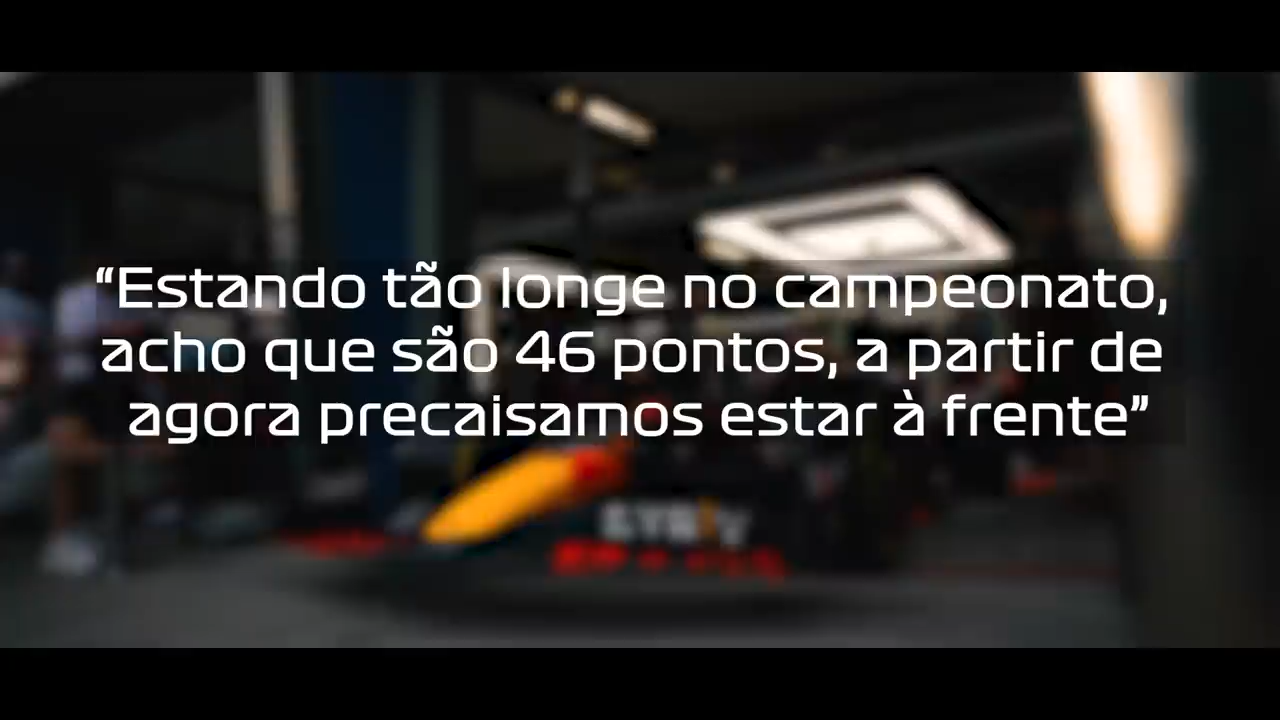 “Estando tão longe no campeonato,
acho que são 46 pontos, a partir de
agora precaisamos estar à frente”